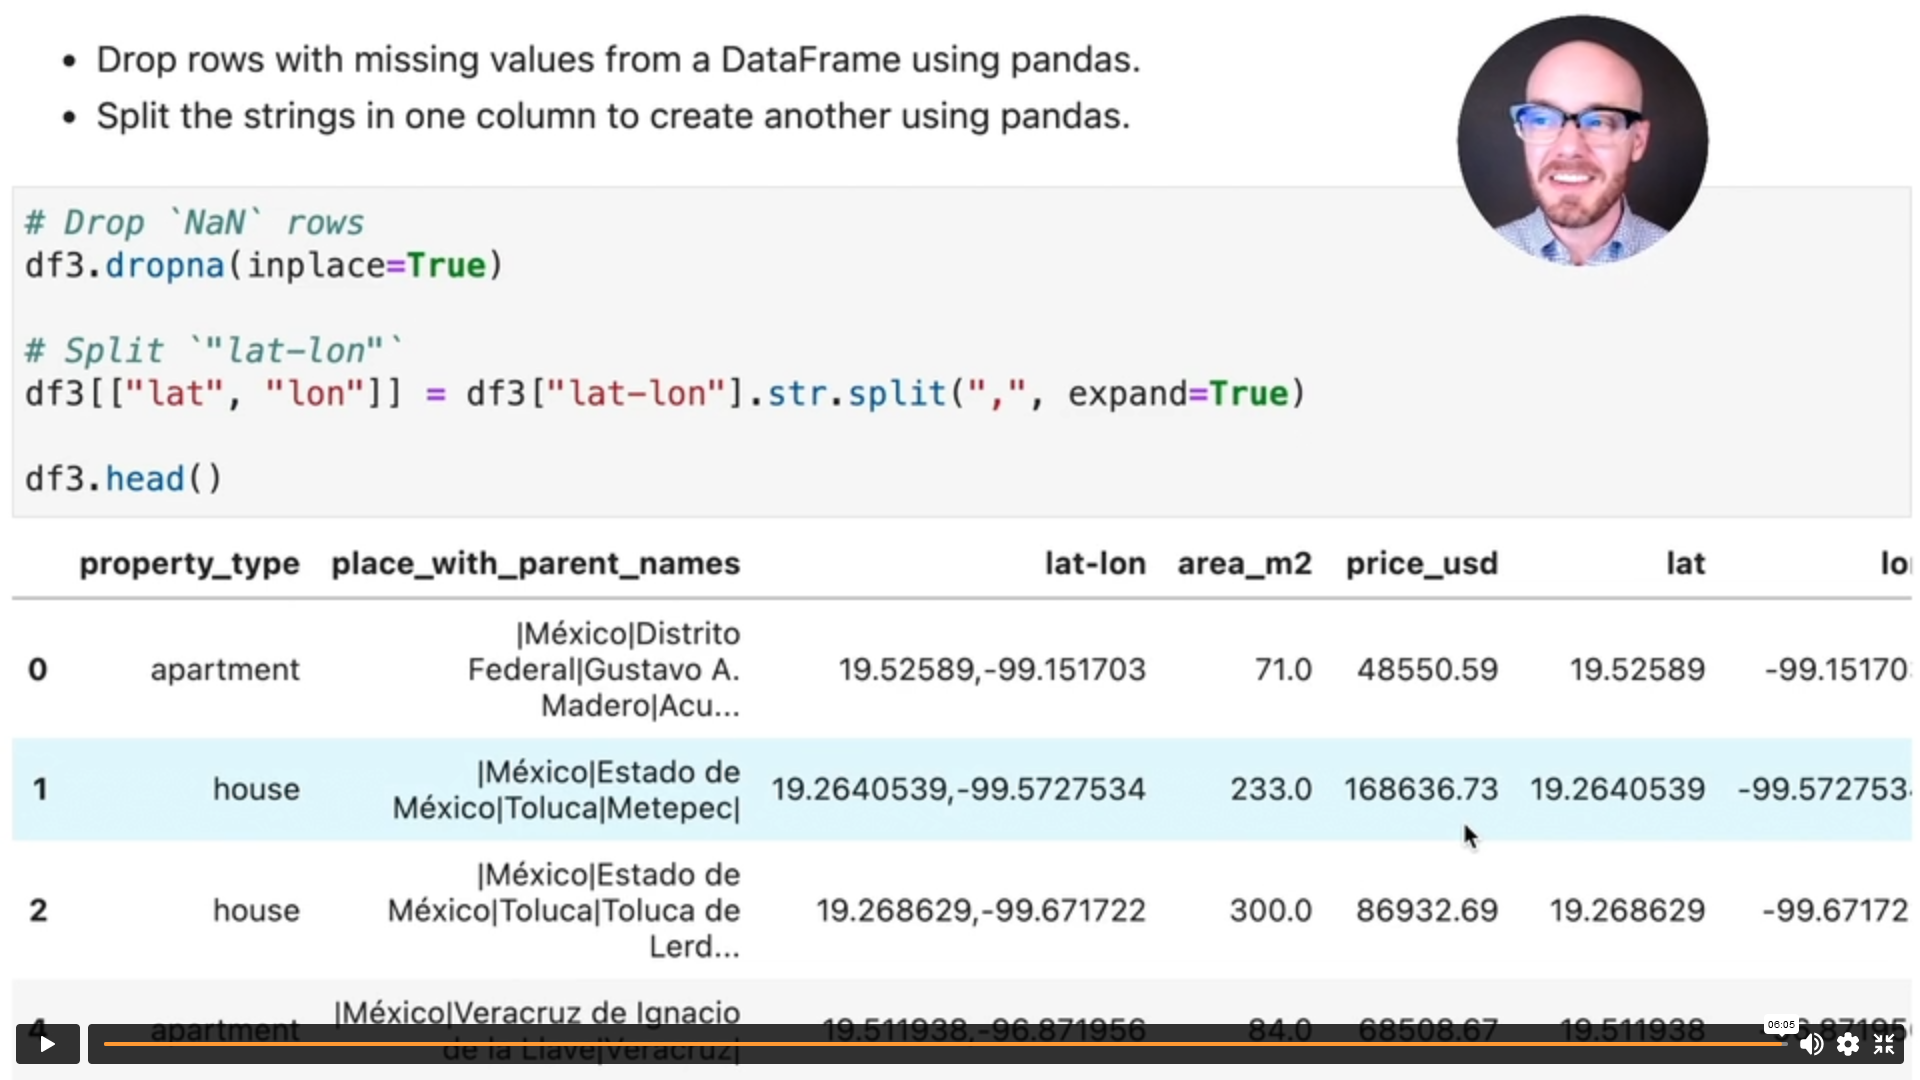 • Drop rows with missing values from a DataFrame using pandas.
• Split the strings in one column to create another using pandas.
# Drop `NaN` rows
df3.dropna(inplace=True)
# Split `"lat-lon"`
df3[["lat", "lon"]] = df3["lat-lon"].str.split(",", expand=True)
df3.head()
property_type place_with_parent_names lat-lon area_m2 price_usd lat lo
|México|Distrito
0 apartment Federal|Gustavo A. 19.52589,-99.151703 71.0 48550.59 19.52589 -99.15170
Madero|Acu...
|México|Estado de
1 house México|Toluca|Metepec| 19.2640539,-99.5727534 233.0 168636.73 19.2640539 -99.572753
|México|Estado de
2 house México|Toluca|Toluca de 19.268629,-99.671722 300.0 86932.69 19.268629 -99.67172
Lerd...
|México|Veracruz de Ignacio
4 apartment 19.511938,-96.871956 84.0 68508.67 19.511938
de la Llave|Veracruz|
06:05